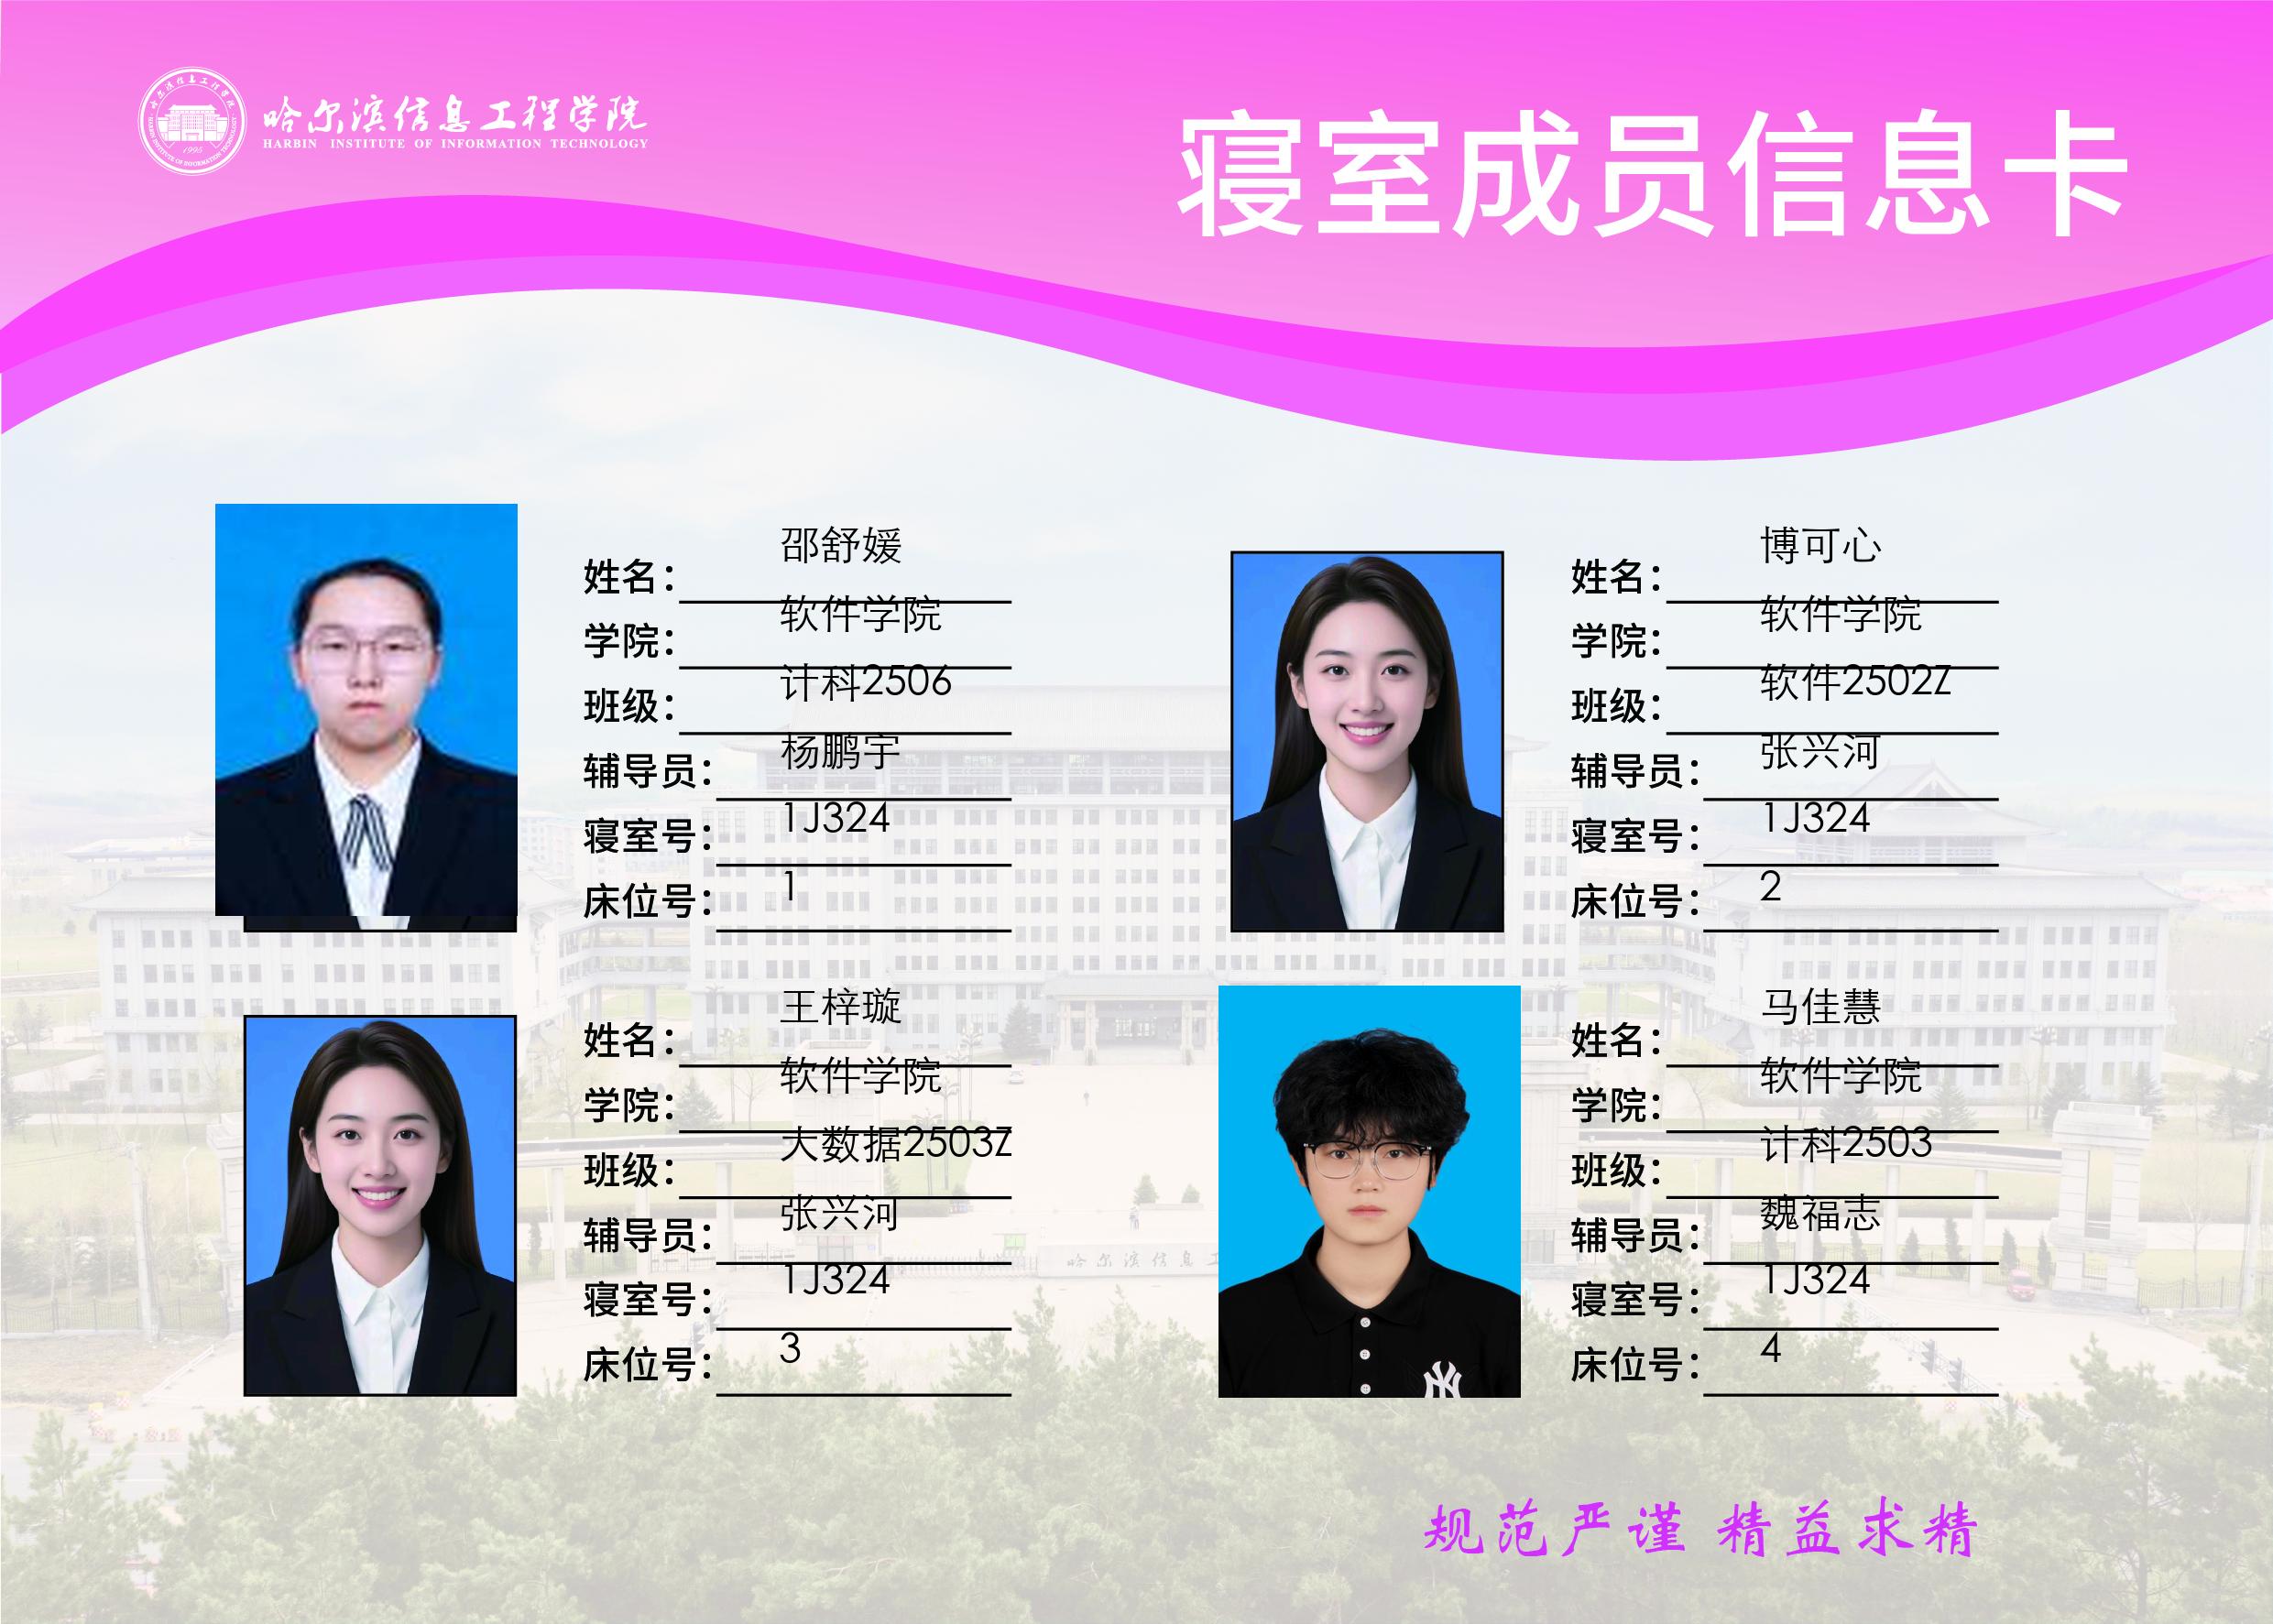 哈尔滨信息工程学院
HARBIN INSTITUTE OF INFORMATION TECHNOLOGY
1995
寝室成员信息卡
姓名：邵舒媛
学院：软件学院
班级：计科2506
辅导员：杨鹏宇
寝室号：1J324
床位号：1
姓名：博可心
学院：软件学院
班级：软件2502Z
辅导员：张兴河
寝室号：1J324
床位号：2
姓名：王梓璇
学院：软件学院
班级：大数据2503Z
辅导员：张兴河
寝室号：1J324
床位号：3
姓名：马佳慧
学院：软件学院
班级：计科2503
辅导员：魏福志
寝室号：1J324
床位号：4
哈尔滨信息工
规范严谨 精益求精